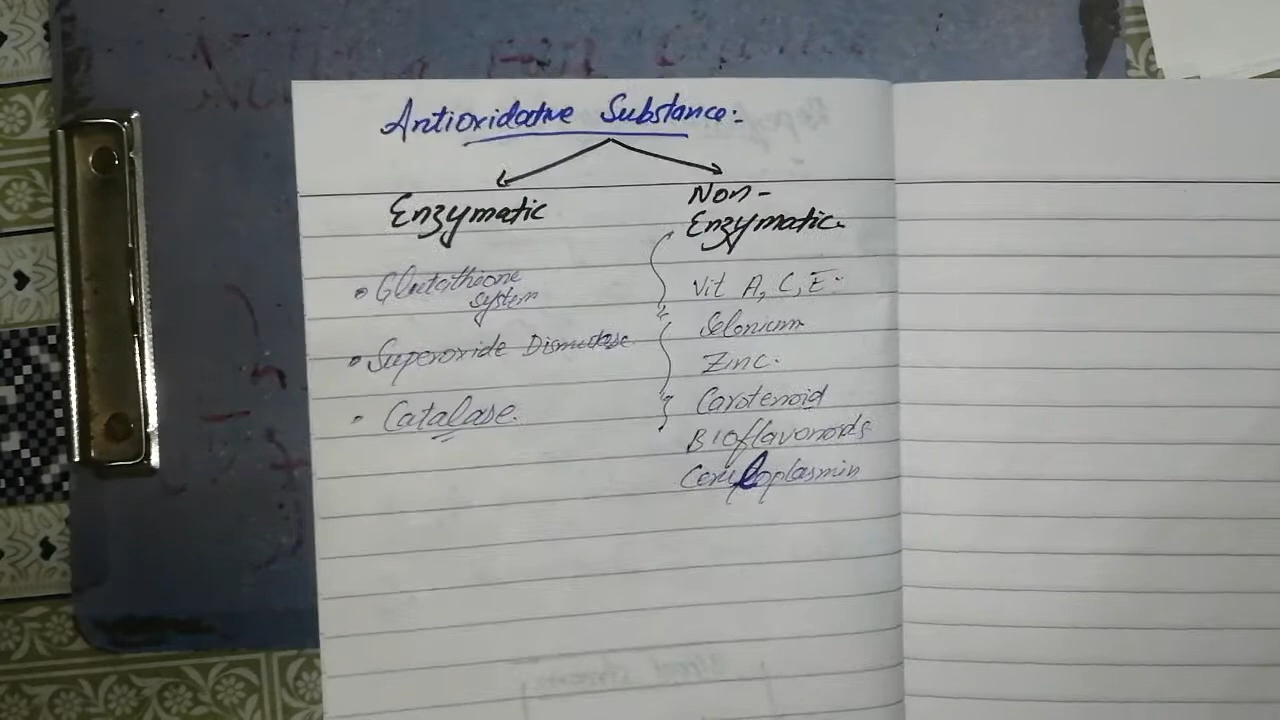 Antioxidative Substance:-
Enzymatic
Non-
Enzymatic.
• Glutathione
system
• Superoxide Dismutase
• Catalase.
Vit A, C, E.
Selenium
Zinc.
Carotenoid
Bioflavonoids
Ceruloplasmin